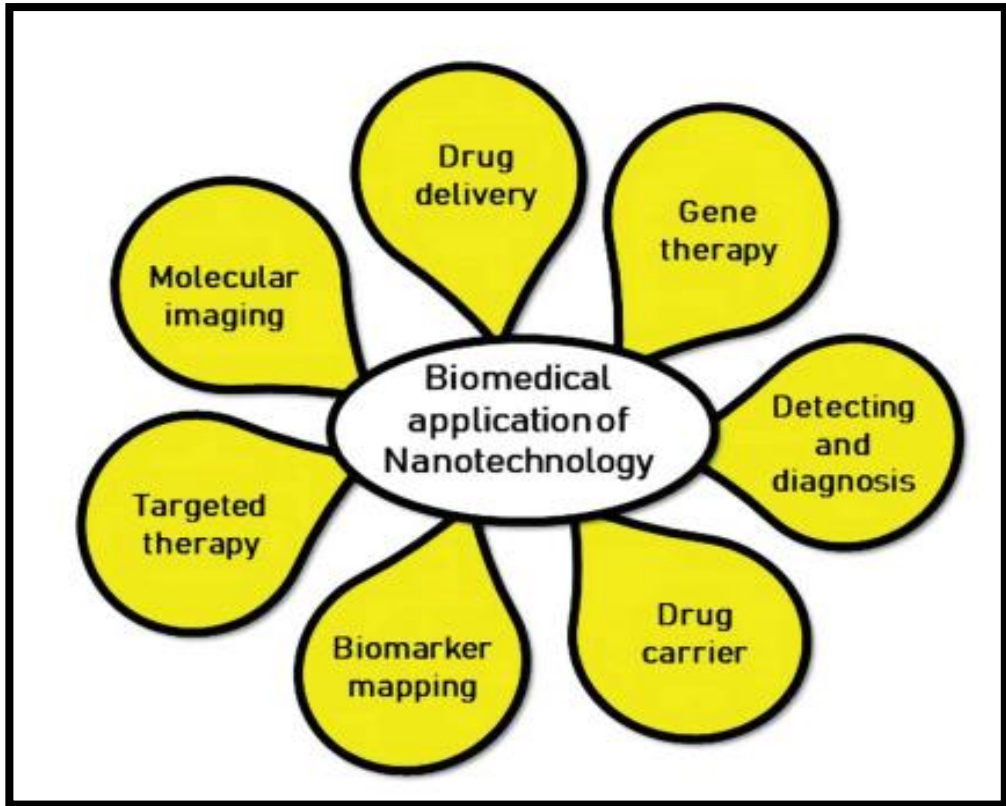 Drug
delivery
Gene
therapy
Molecular
imaging
Biomedical
application of
Nanotechnology
Detecting
and
diagnosis
Targeted
therapy
Biomarker
mapping
Drug
carrier